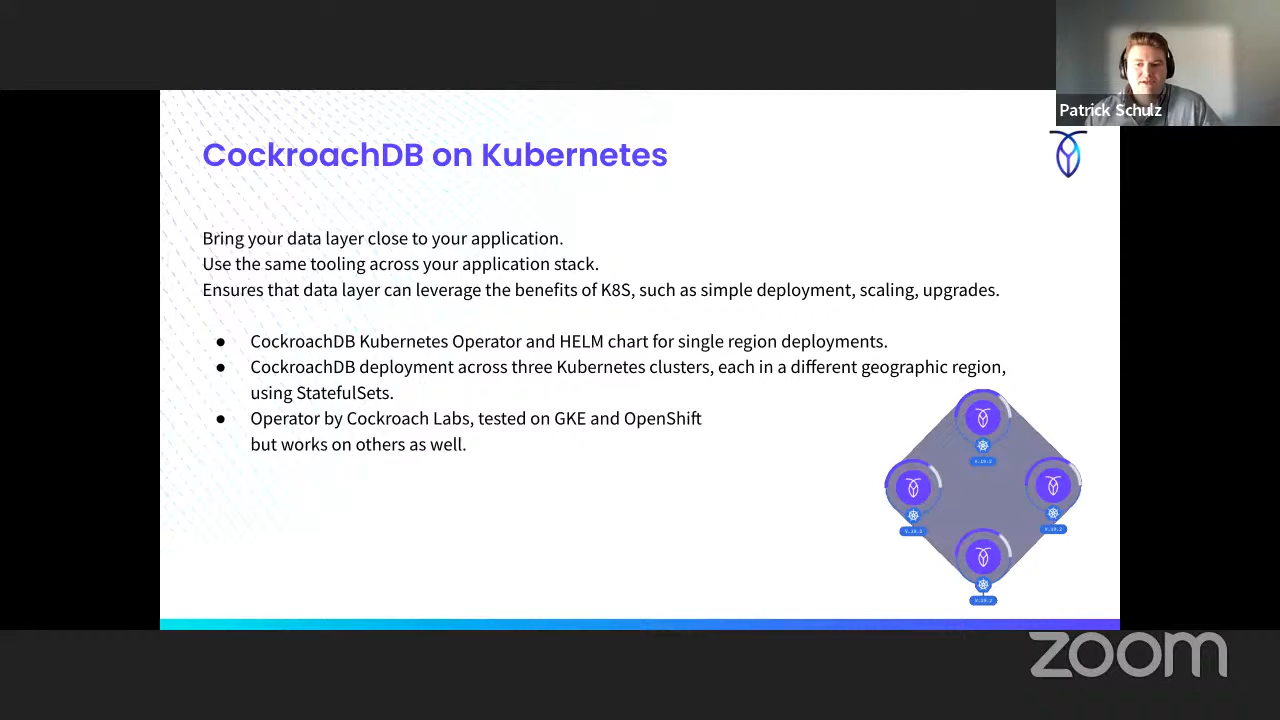 Patrick Schulz
CockroachDB on Kubernetes
Bring your data layer close to your application.
Use the same tooling across your application stack.
Ensures that data layer can leverage the benefits of K8S, such as simple deployment, scaling, upgrades.
● CockroachDB Kubernetes Operator and HELM chart for single region deployments.
● CockroachDB deployment across three Kubernetes clusters, each in a different geographic region,
using StatefulSets.
● Operator by Cockroach Labs, tested on GKE and OpenShift
but works on others as well.
zoom